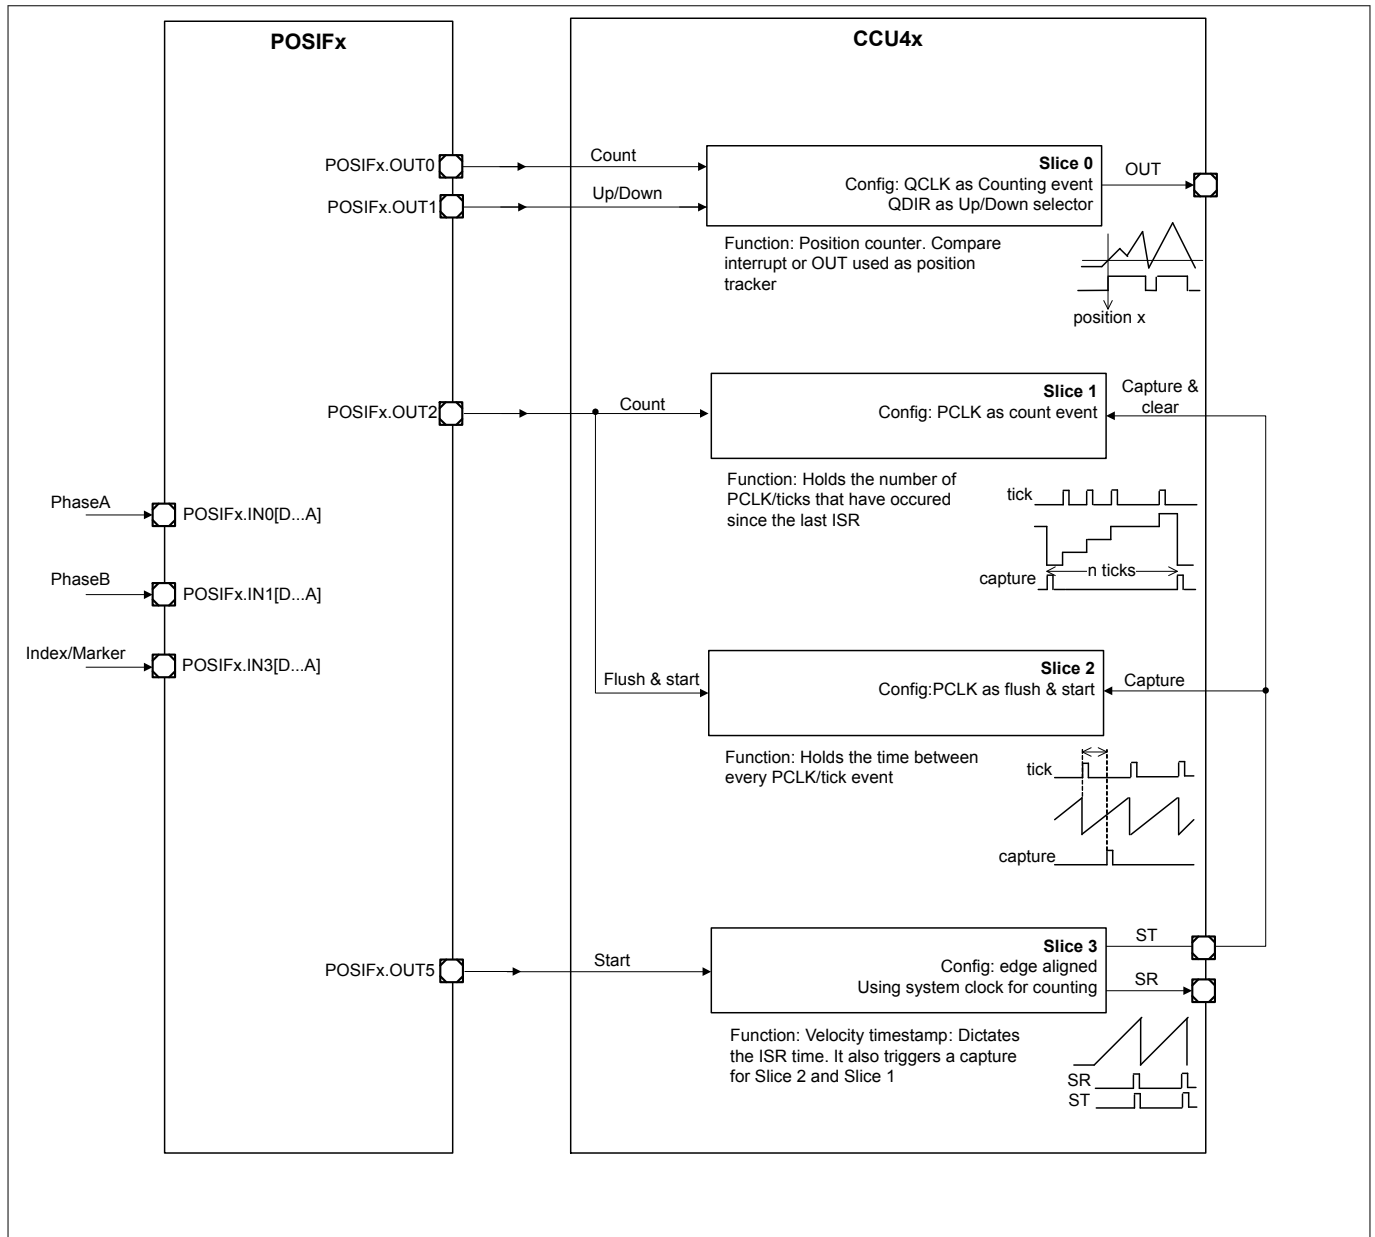 POSIFx
CCU4x
POSIFx.OUT0
Count
Slice 0
Config: QCLK as Counting event
QDIR as Up/Down selector
OUT
POSIFx.OUT1
Up/Down
Function: Position counter. Compare
interrupt or OUT used as position
tracker
position x
POSIFx.OUT2
Count
Slice 1
Config: PCLK as count event
Capture &
clear
Function: Holds the number of
PCLK/ticks that have occured
since the last ISR
tick
n ticks
capture
PhaseA
POSIFx.IN0[D...A]
PhaseB
POSIFx.IN1[D...A]
Index/Marker
POSIFx.IN3[D...A]
Flush & start
Slice 2
Config:PCLK as flush & start
Capture
Function: Holds the time between
every PCLK/tick event
tick
capture
POSIFx.OUT5
Start
Slice 3
Config: edge aligned
Using system clock for counting
ST
SR
Function: Velocity timestamp: Dictates
the ISR time. It also triggers a capture
for Slice 2 and Slice 1
SR
ST